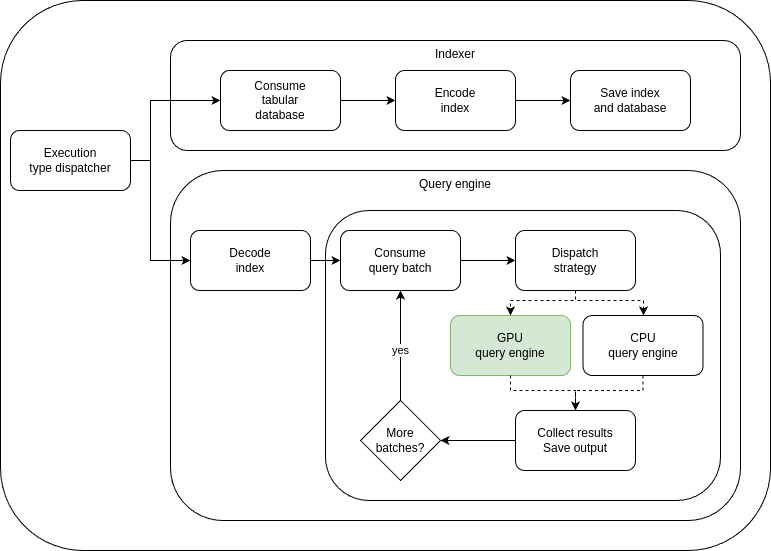 Indexer
Consume
tabular
database
Encode
index
Save index
and database
Execution
type dispatcher
Query engine
Decode
index
Consume
query batch
Dispatch
strategy
GPU
query engine
CPU
query engine
yes
More
batches?
Collect results
Save output